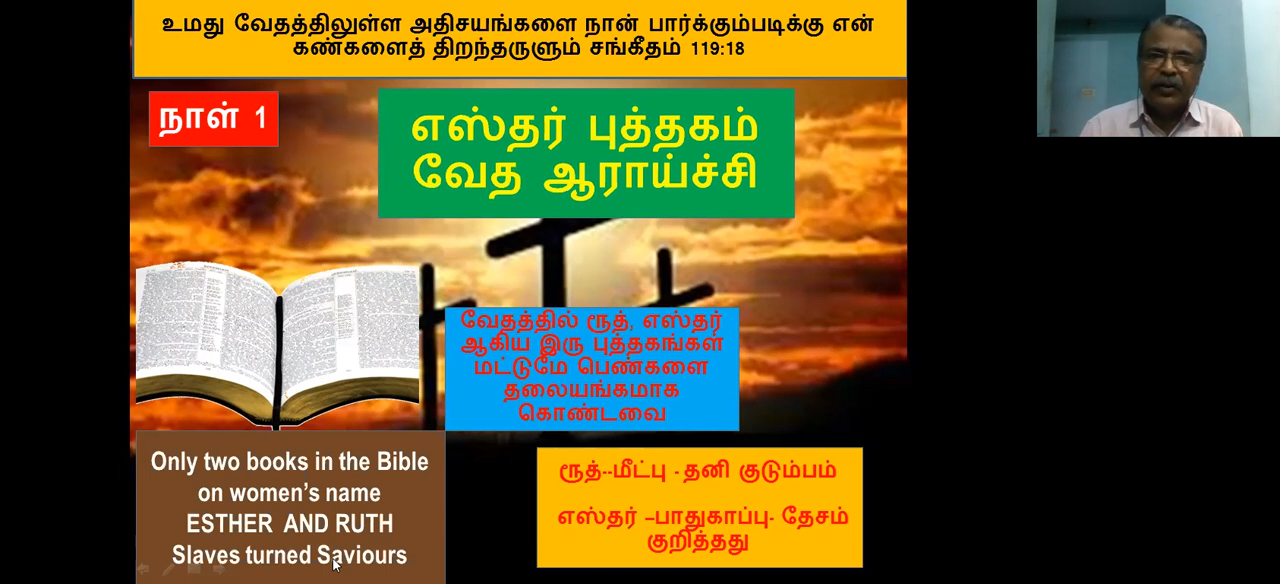 உமது வேதத்திலுள்ள அதிசயங்களை நான் பார்க்கும்படிக்கு என்
கண்களைத் திறந்தருளும் சங்கீதம் 119:18
நாள் 1
எஸ்தர் புத்தகம்
வேத ஆராய்ச்சி
வேதத்தில் ரூத், எஸ்தர்
ஆகிய இரு புத்தகங்கள்
மட்டுமே பெண்களை
தலையங்கமாக
கொண்டவை
Only two books in the Bible
on women's name
ESTHER AND RUTH
Slaves turned Saviours
ரூத்--மீட்பு - தனி குடும்பம்
எஸ்தர் –பாதுகாப்பு- தேசம்
குறித்தது